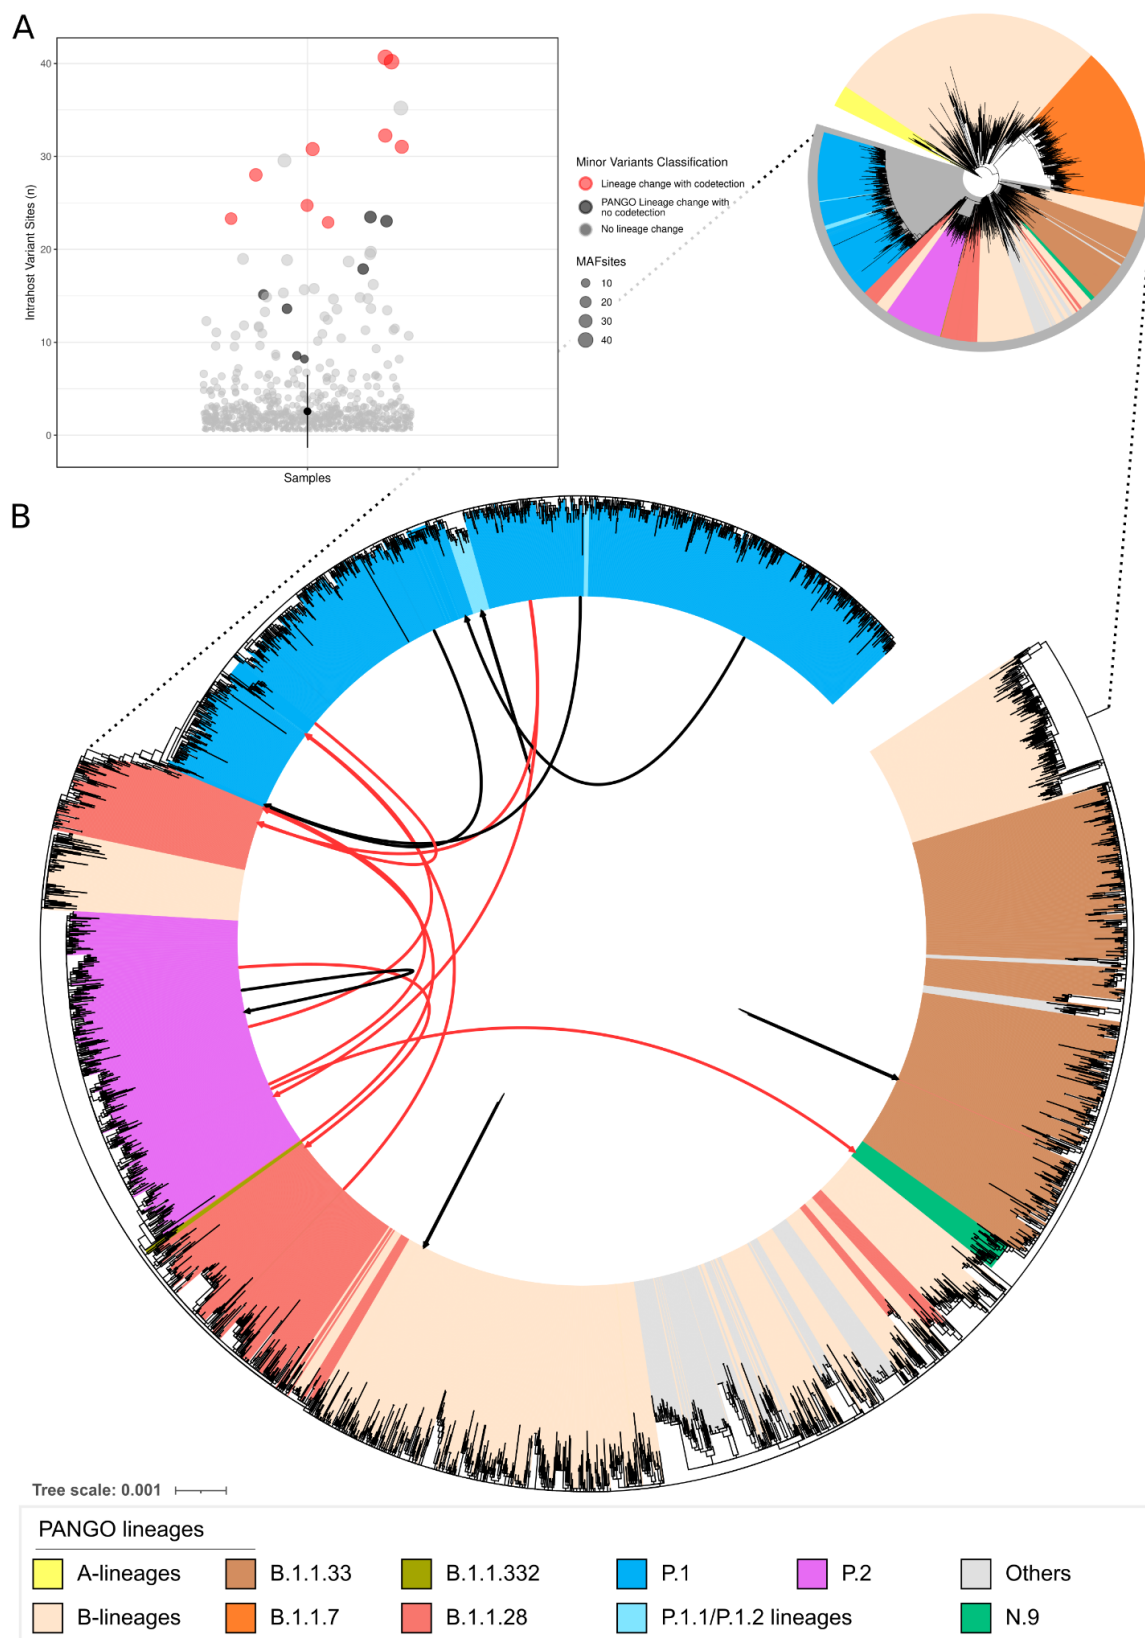 A
40
30
20
10
0
Intrahost Variant Sites (n)
Samples
Minor Variants Classification
Lineage change with codetection
PANGO Lineage change with
no codetection
No lineage change
MAFsites
10
20
30
40
B
Tree scale: 0.001
PANGO lineages
A-lineages
B.1.1.33
B.1.1.332
P.1
P.2
Others
B-lineages
B.1.1.7
B.1.1.28
P.1.1/P.1.2 lineages
N.9